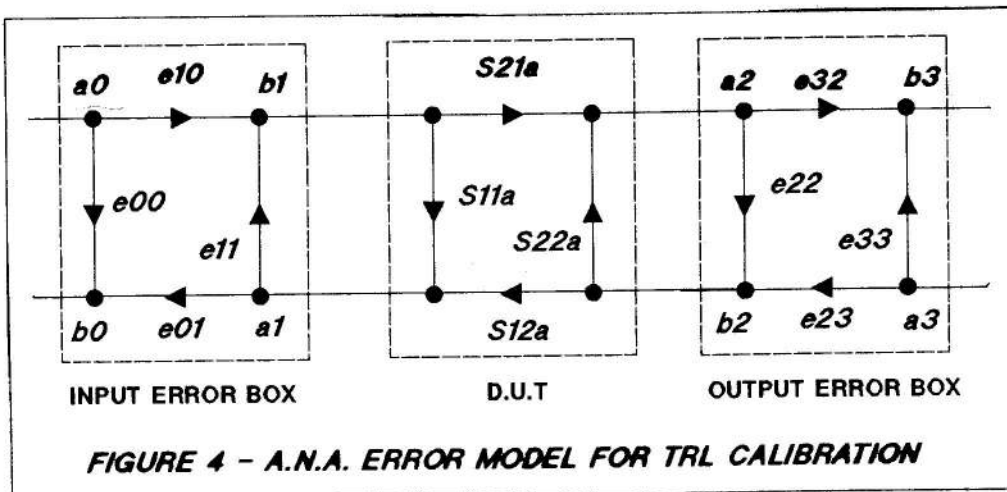 a0 e10 b1 S21a a2 e32 b3
e00 e11 S11a S22a e22 e33
b0 e01 a1 S12a b2 e23 a3
INPUT ERROR BOX D.U.T OUTPUT ERROR BOX
FIGURE 4 - A.N.A. ERROR MODEL FOR TRL CALIBRATION